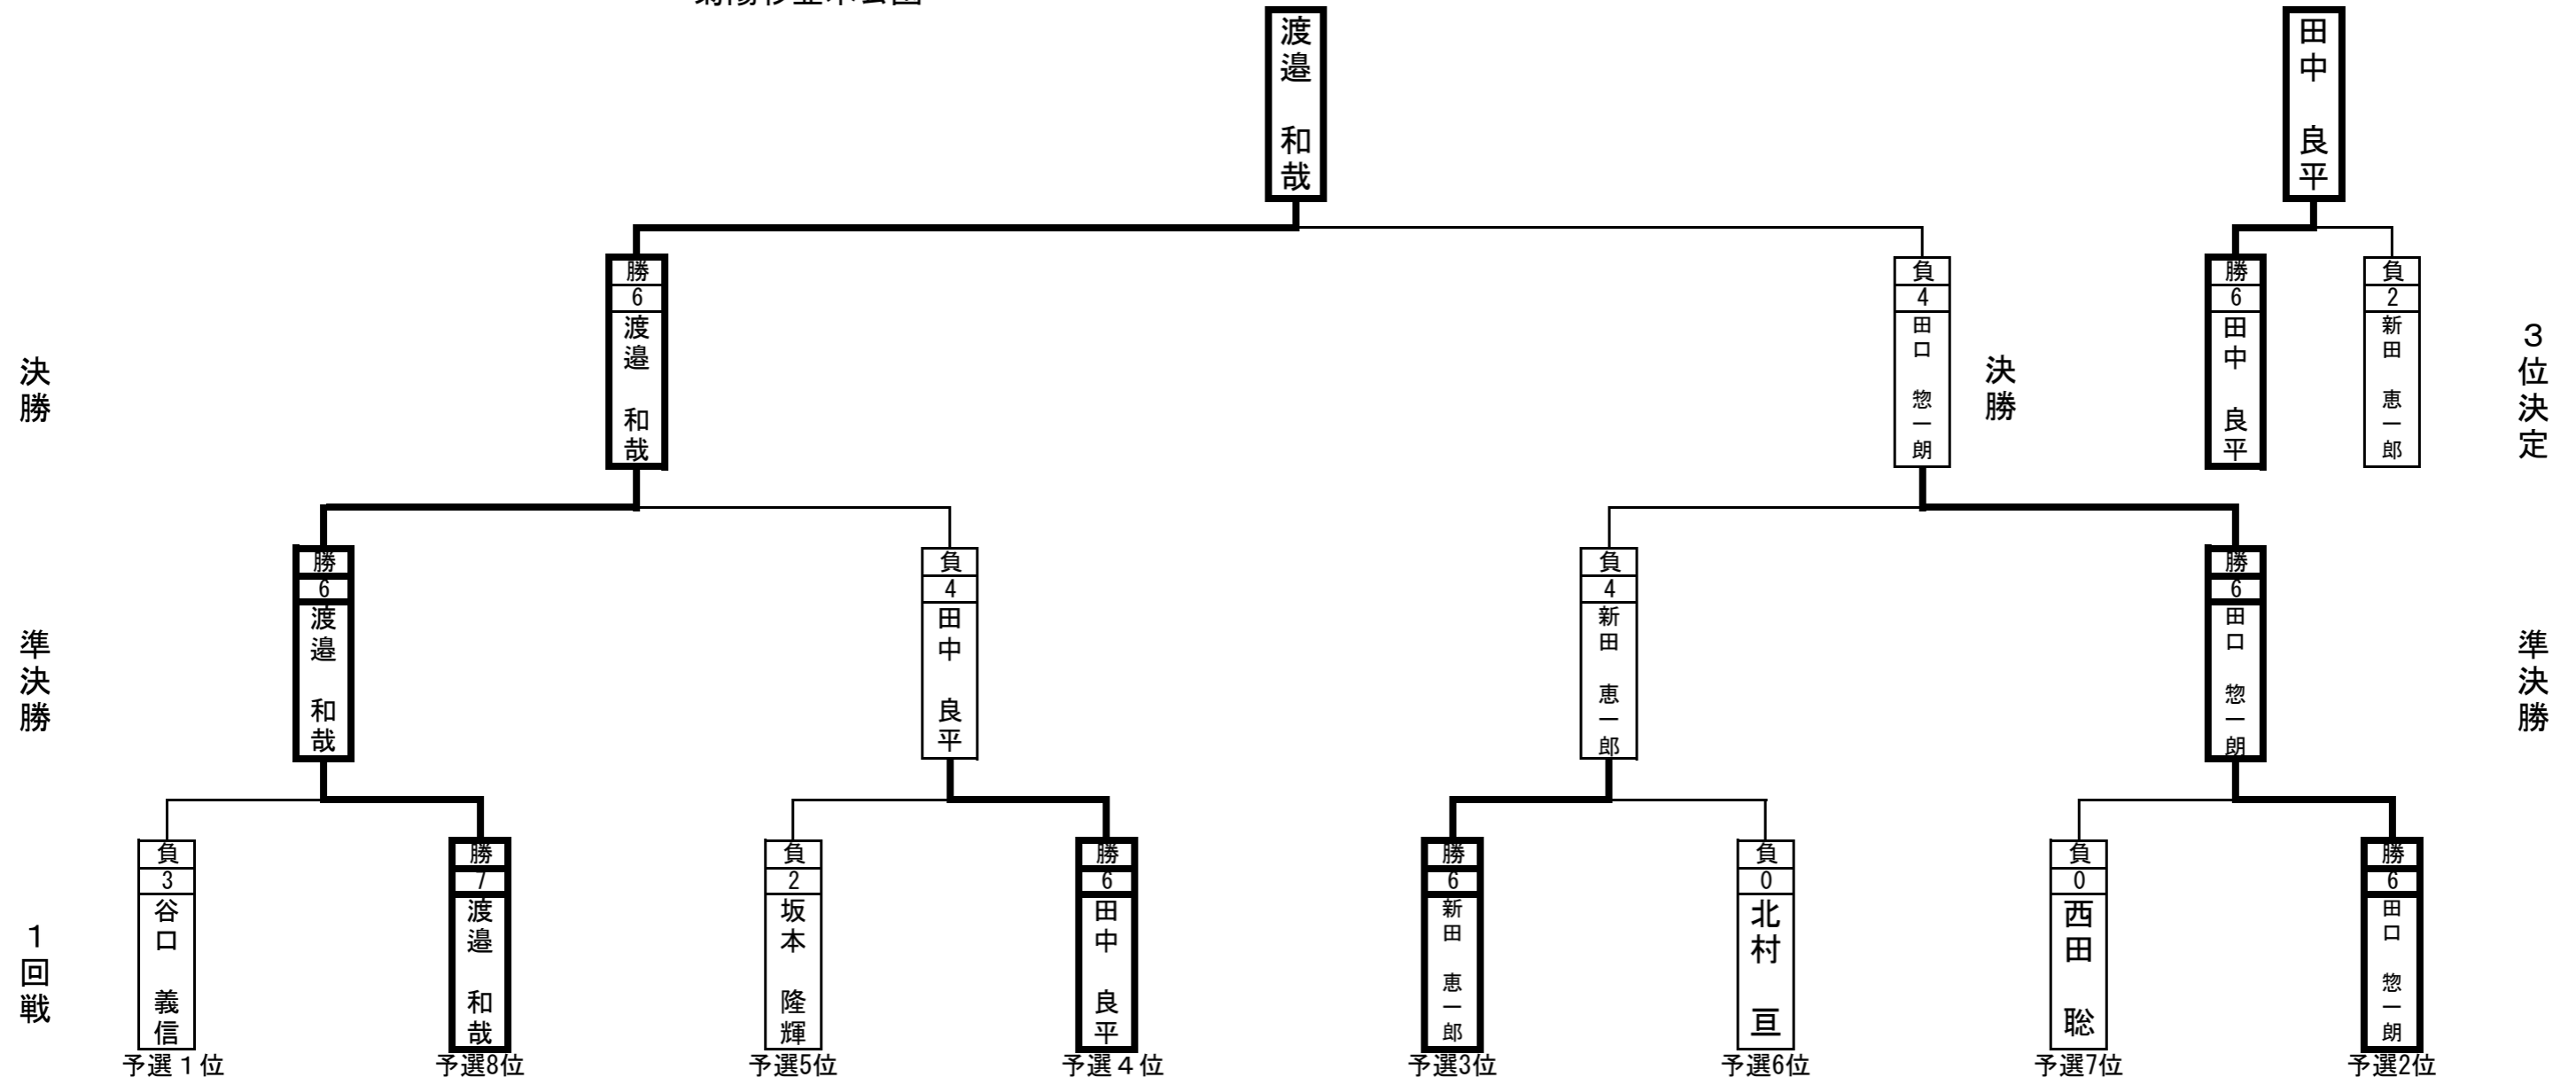 渡邉 和哉
田中 良平
決勝
勝
6
渡邉 和哉
負
4
田口 惣一朗
決勝
勝
6
田中 良平
負
2
新田 恵一郎
3位決定
準決勝
勝
6
渡邉 和哉
負
4
田中 良平
負
4
新田 恵一郎
勝
6
田口 惣一朗
準決勝
1回戦
負
3
谷口 義信
予選1位
勝
7
渡邉 和哉
予選8位
負
2
坂本 隆輝
予選5位
勝
6
田中 良平
予選4位
勝
6
新田 恵一郎
予選3位
負
0
北村 亘
予選6位
負
0
西田 聡
予選7位
勝
6
田口 惣一朗
予選2位